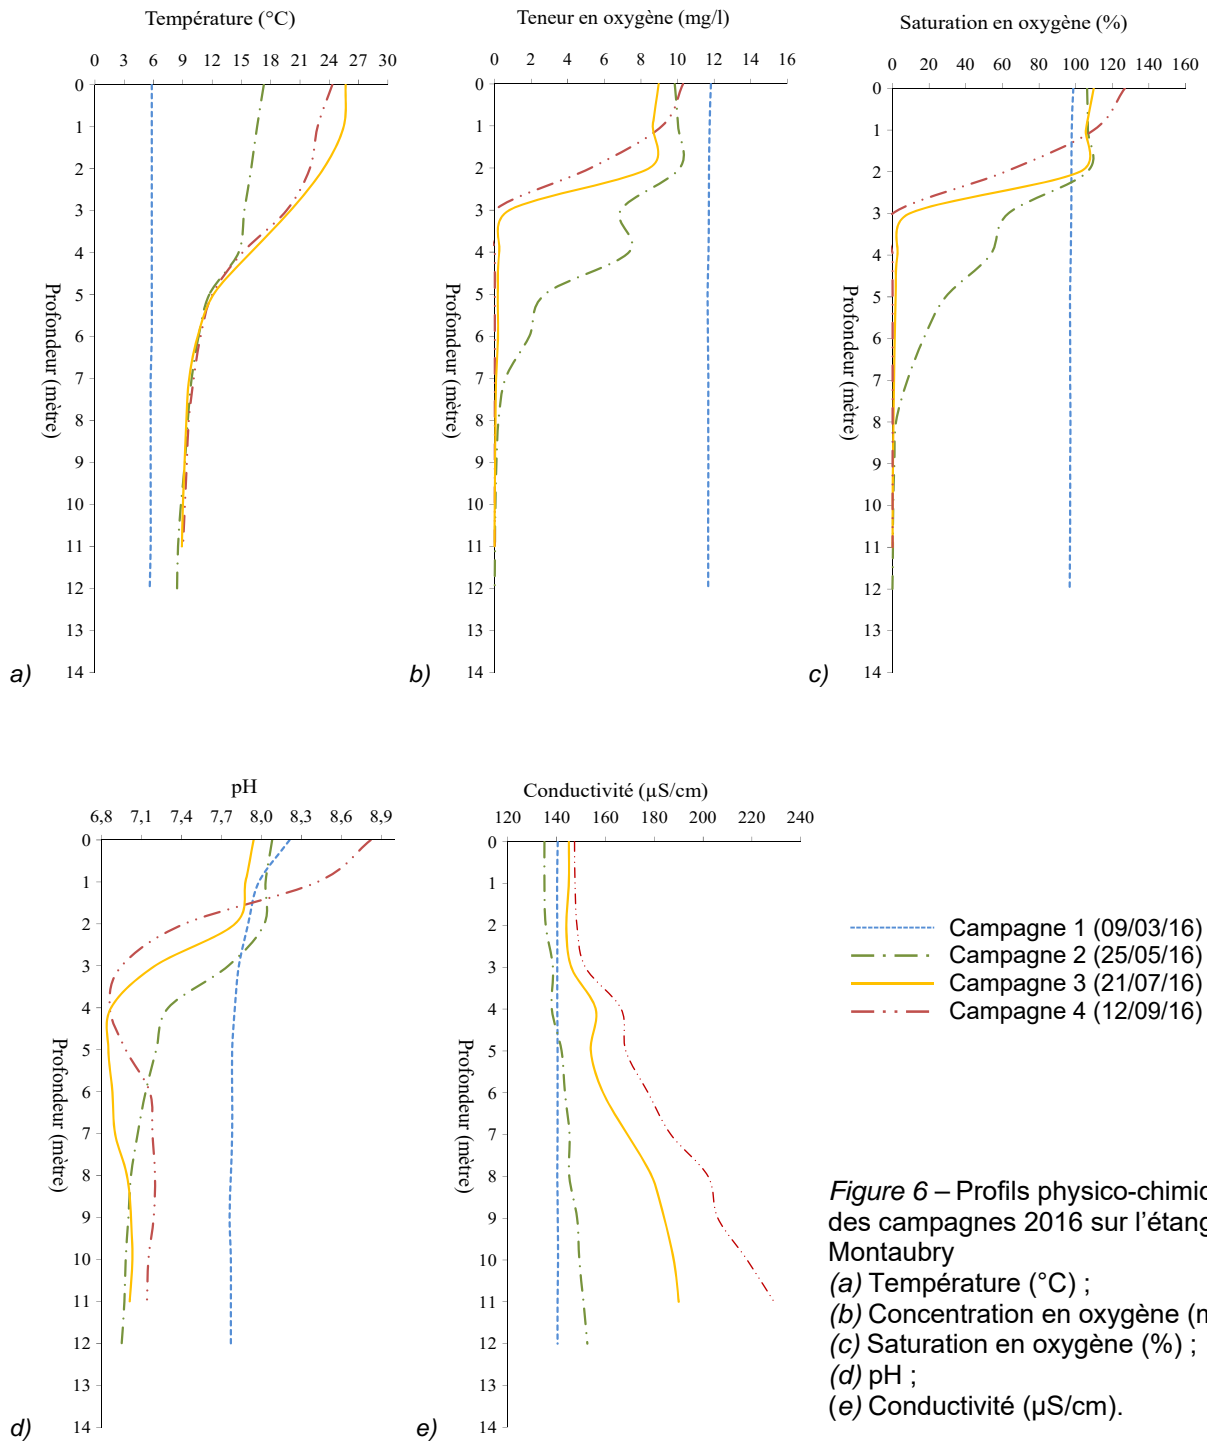 Température (°C)
0 3 6 9 12 15 18 21 24 27 30
0
1
2
3
4
5
6
7
8
9
10
11
12
13
14
Profondeur (mètre)
a)
Teneur en oxygène (mg/l)
0 2 4 6 8 10 12 14 16
0
1
2
3
4
5
6
7
8
9
10
11
12
13
14
Profondeur (mètre)
b)
Saturation en oxygène (%)
0 20 40 60 80 100 120 140 160
0
1
2
3
4
5
6
7
8
9
10
11
12
13
14
Profondeur (mètre)
c)
pH
6,8 7,1 7,4 7,7 8,0 8,3 8,6 8,9
0
1
2
3
4
5
6
7
8
9
10
11
12
13
14
Profondeur (mètre)
d)
Conductivité (µS/cm)
120 140 160 180 200 220 240
0
1
2
3
4
5
6
7
8
9
10
11
12
13
14
Profondeur (mètre)
e)
Campagne 1 (09/03/16)
Campagne 2 (25/05/16)
Campagne 3 (21/07/16)
Campagne 4 (12/09/16)
Figure 6 – Profils physico-chimic
des campagnes 2016 sur l'étang
Montaubry
(a) Température (°C) ;
(b) Concentration en oxygène (m
(c) Saturation en oxygène (%) ;
(d) pH ;
(e) Conductivité (µS/cm).